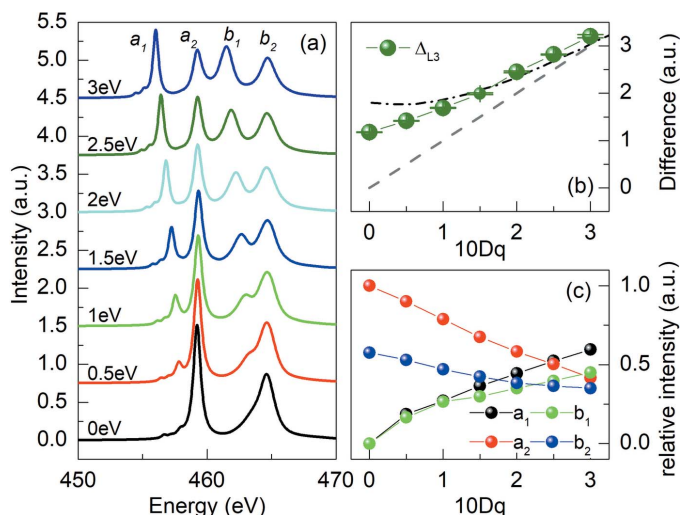 5.5
5.0
4.5
4.0
3.5
3.0
2.5
2.0
1.5
1.0
0.5
0.0
Intensity (a.u.)
a1 a2 b1 b2 (a)
3eV
2.5eV
2eV
1.5eV
1eV
0.5eV
0eV
450 460 470
Energy (eV)
ΔL3
3
2
1
0
Difference (a.u.)
(b)
0 1 2 3
10Dq
(c)
1.0
0.5
0.0
relative intensity (a.u.)
a1 b1
a2 b2
0 1 2 3
10Dq